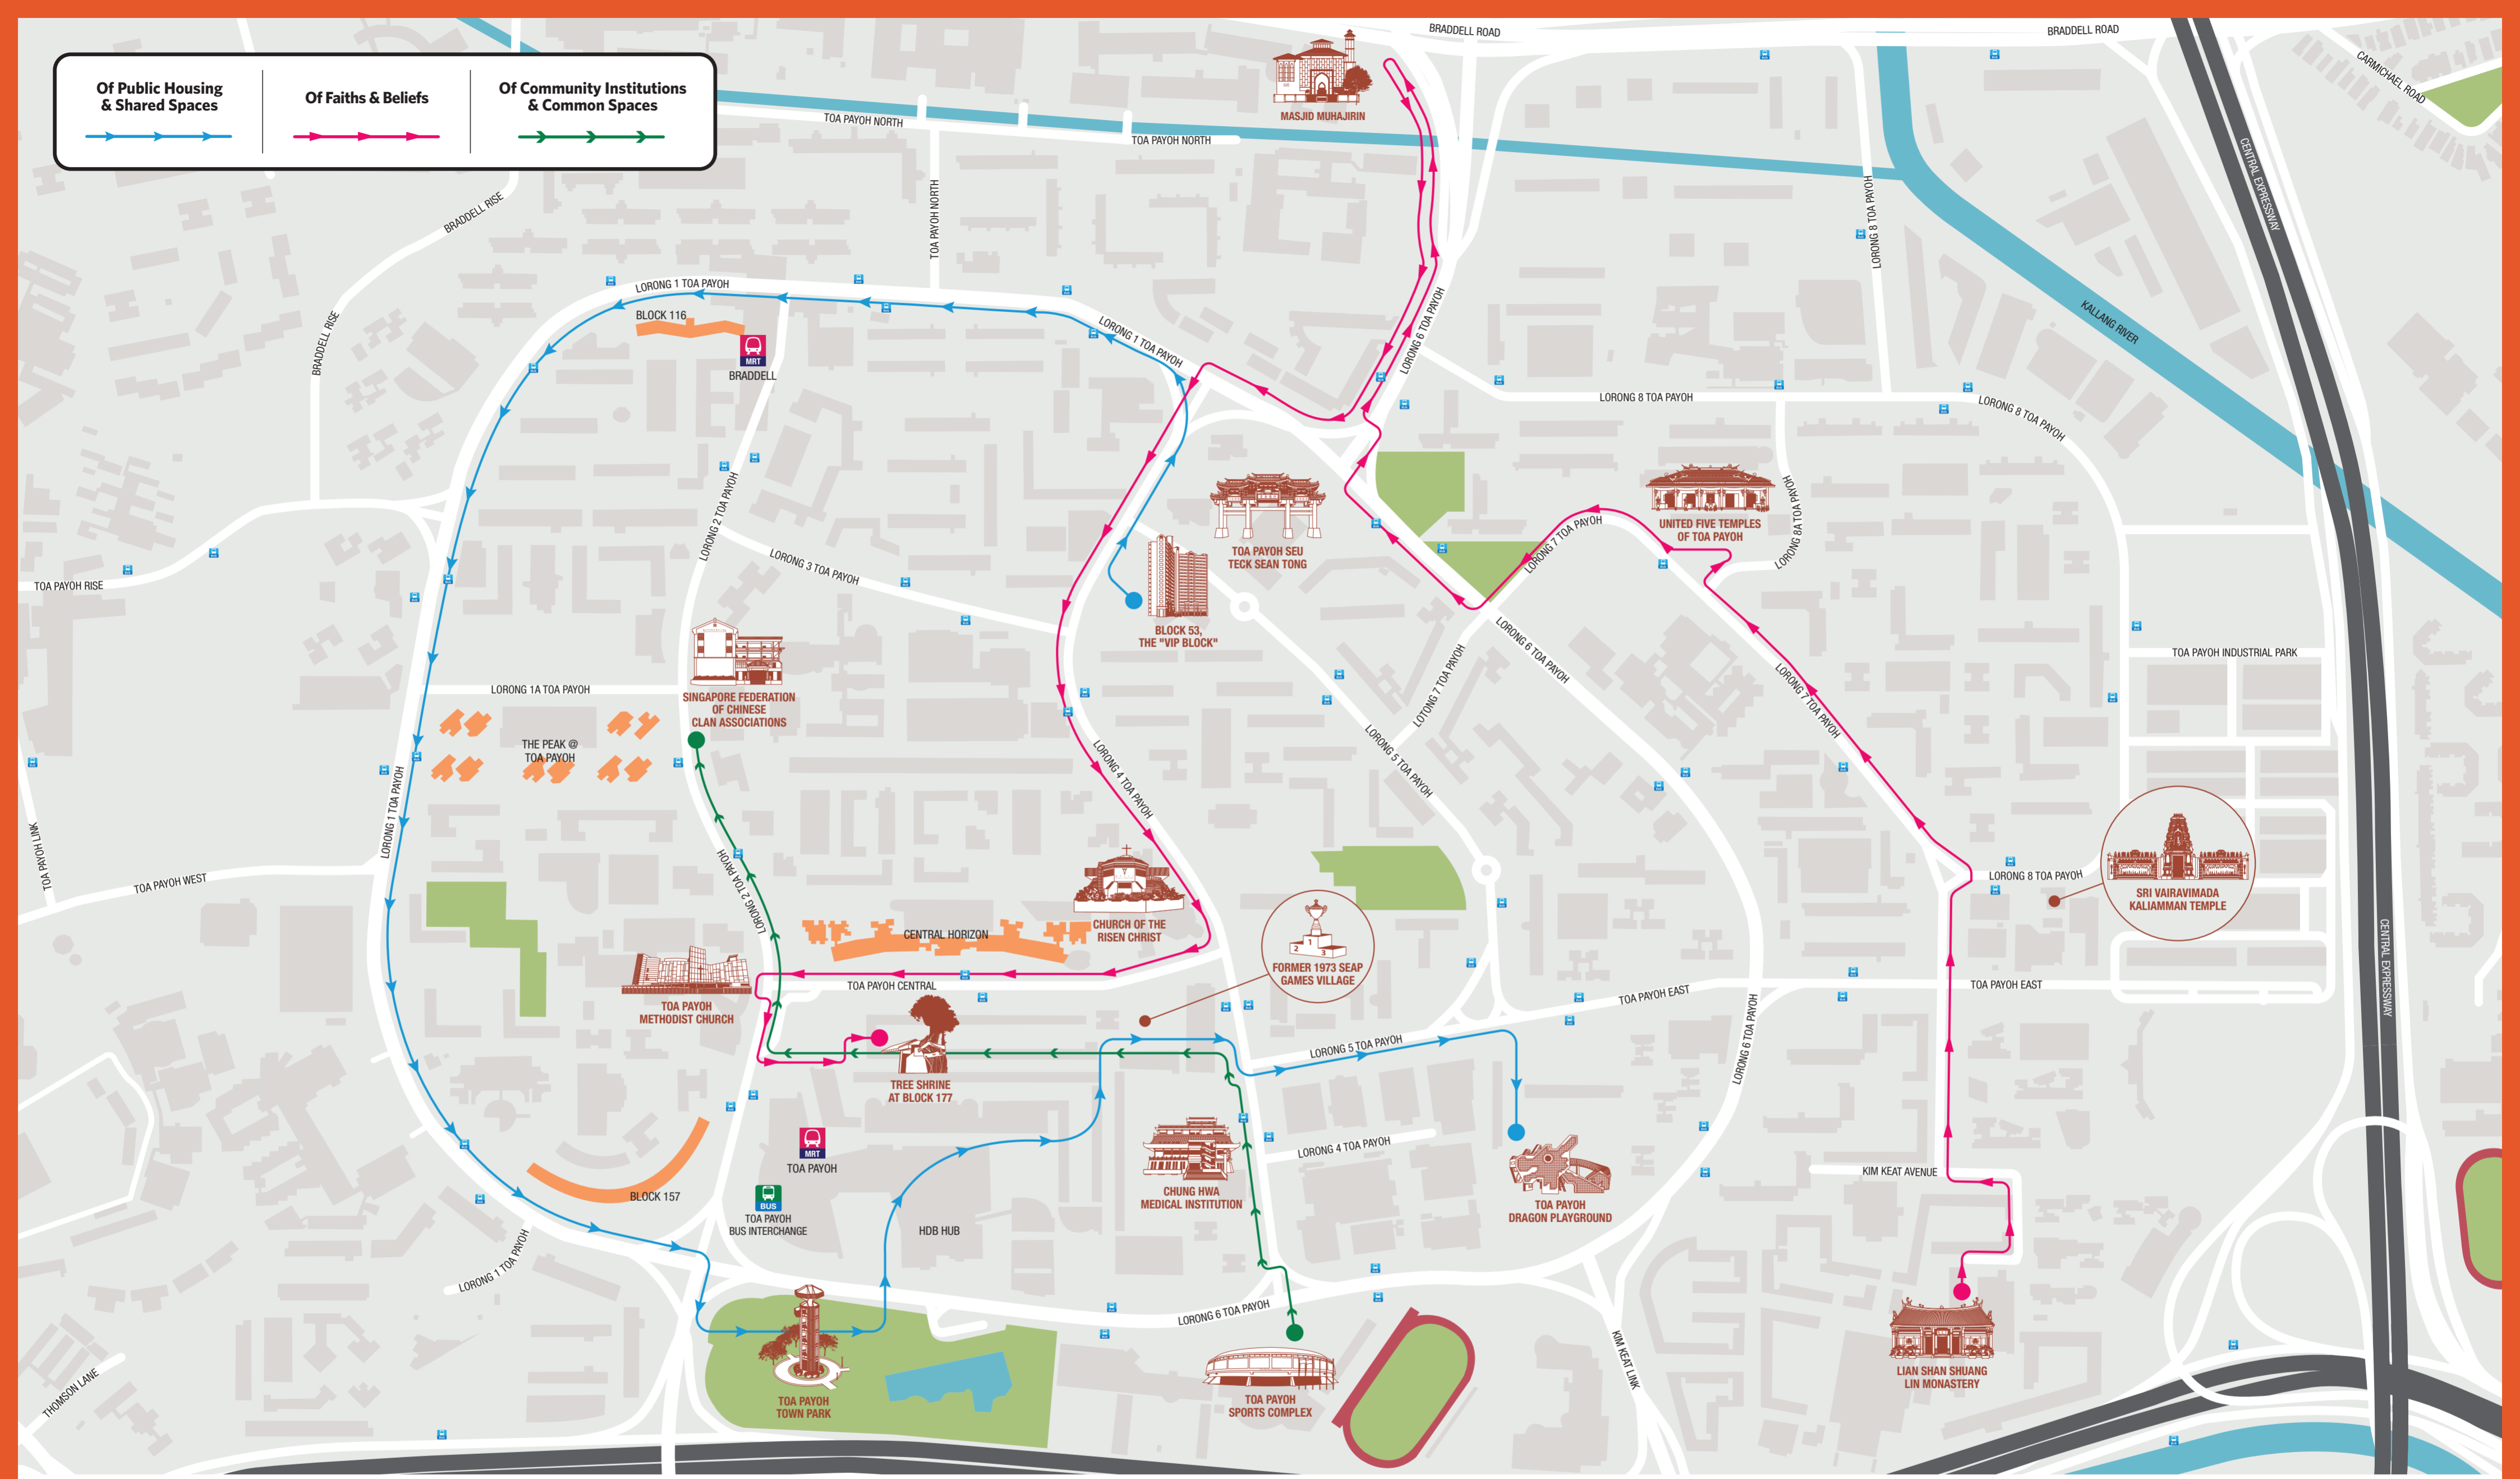 Of Public Housing
& Shared Spaces
Of Faiths & Beliefs
Of Community Institutions
& Common Spaces
BRADDELL ROAD
BRADDELL ROAD
CARMICHAEL ROAD
CENTRAL EXPRESSWAY
MASJID MUHAJIRIN
TOA PAYOH NORTH
TOA PAYOH NORTH
TOA PAYOH NORTH
BRADDELL RISE
BRADDELL RISE
LORONG 8 TOA PAYOH
KALLANG RIVER
LORONG 1 TOA PAYOH
BLOCK 116
MRT
BRADDELL
LORONG 1 TOA PAYOH
LORONG 6 TOA PAYOH
LORONG 8 TOA PAYOH
LORONG 8 TOA PAYOH
LORONG 2 TOA PAYOH
LORONG 3 TOA PAYOH
TOA PAYOH SEU
TECK SEAN TONG
UNITED FIVE TEMPLES
OF TOA PAYOH
LORONG 7 TOA PAYOH
LORONG 8A TOA PAYOH
TOA PAYOH RISE
BLOCK 53,
THE "VIP BLOCK"
LORONG 6 TOA PAYOH
TOA PAYOH INDUSTRIAL PARK
LORONG 1A TOA PAYOH
SINGAPORE FEDERATION
OF CHINESE
CLAN ASSOCIATIONS
LOTONG 7 TOA PAYOH
LORONG 7 TOA PAYOH
THE PEAK @
TOA PAYOH
LORONG 4 TOA PAYOH
LORONG 5 TOA PAYOH
LORONG 1 TOA PAYOH
TOA PAYOH LINK
TOA PAYOH WEST
LORONG 2 TOA PAYOH
LORONG 8 TOA PAYOH
SRI VAIRAVIMADA
KALIAMMAN TEMPLE
CENTRAL HORIZON
CHURCH OF THE
RISEN CHRIST
1
2
3
FORMER 1973 SEAP
GAMES VILLAGE
CENTRAL EXPRESSWAY
TOA PAYOH
METHODIST CHURCH
TOA PAYOH CENTRAL
TOA PAYOH EAST
TOA PAYOH EAST
LORONG 5 TOA PAYOH
LORONG 6 TOA PAYOH
TREE SHRINE
AT BLOCK 177
MRT
TOA PAYOH
LORONG 4 TOA PAYOH
KIM KEAT AVENUE
BLOCK 157
BUS
TOA PAYOH
BUS INTERCHANGE
HDB HUB
CHUNG HWA
MEDICAL INSTITUTION
TOA PAYOH
DRAGON PLAYGROUND
LORONG 1 TOA PAYOH
LORONG 6 TOA PAYOH
KIM KEAT LINK
LIAN SHAN SHUANG
LIN MONASTERY
THOMSON LANE
TOA PAYOH
TOWN PARK
TOA PAYOH
SPORTS COMPLEX